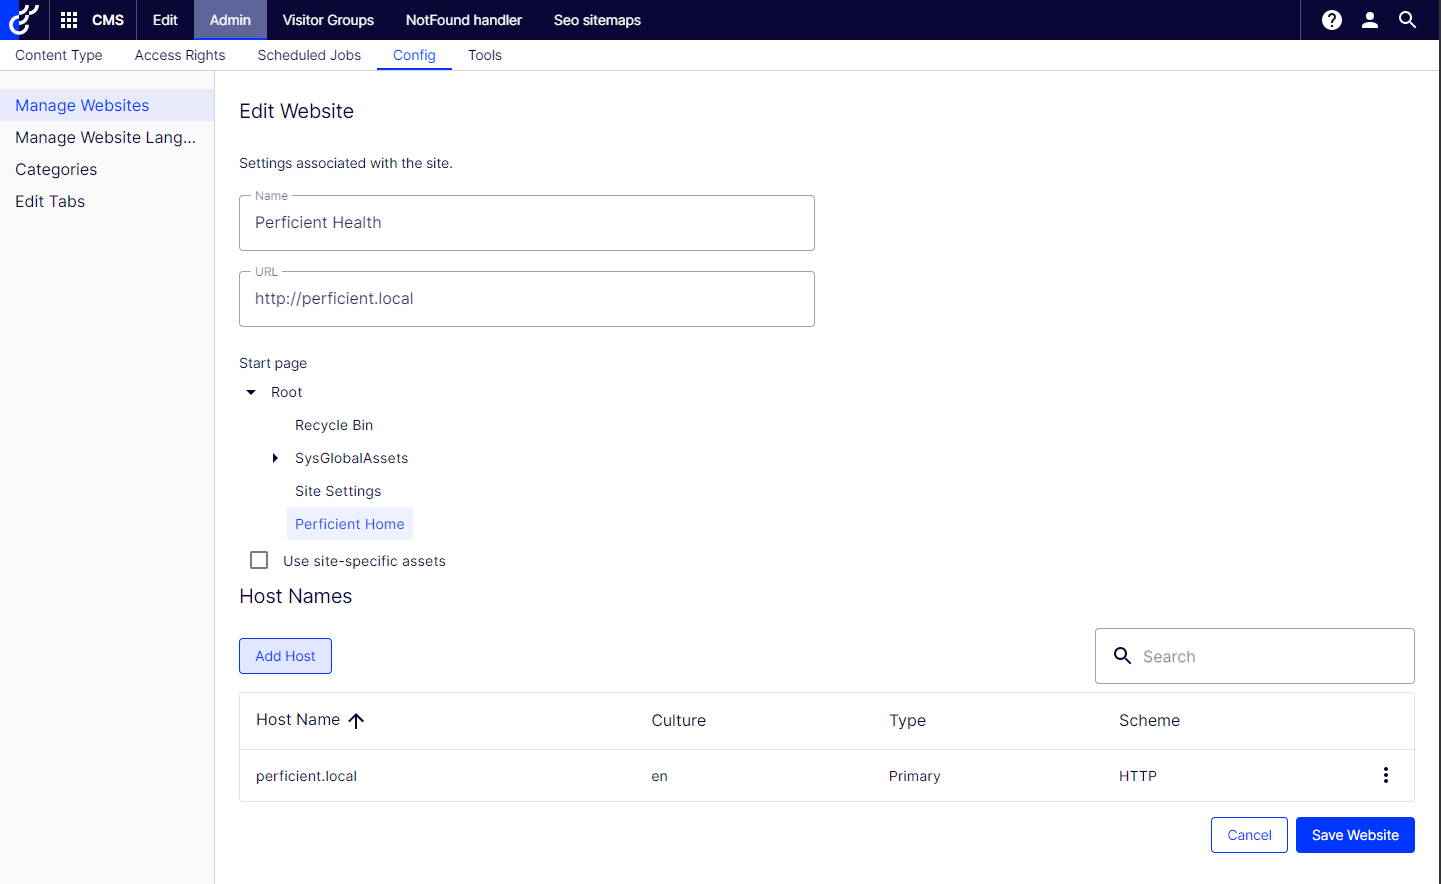 CMS Edit Admin Visitor Groups NotFound handler Seo sitemaps
Content Type Access Rights Scheduled Jobs Config Tools
Manage Websites
Manage Website Lang...
Categories
Edit Tabs
Edit Website
Settings associated with the site.
Name
Perficient Health
URL
http://perficient.local
Start page
Root
Recycle Bin
SysGlobalAssets
Site Settings
Perficient Home
Use site-specific assets
Host Names
Add Host
Search
Host Name Culture Type Scheme
perficient.local en Primary HTTP
Cancel Save Website